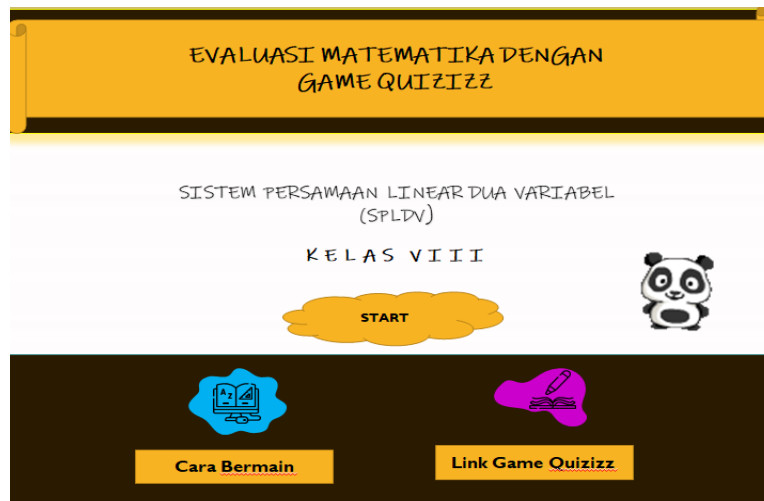 EVALUASI MATEMATIKA DENGAN
GAME QUIZIZZ
SISTEM PERSAMAAN LINEAR DUA VARIABEL
(SPLDV)
KELAS VIII
START
A Z
Cara Bermain
Link Game Quizizz